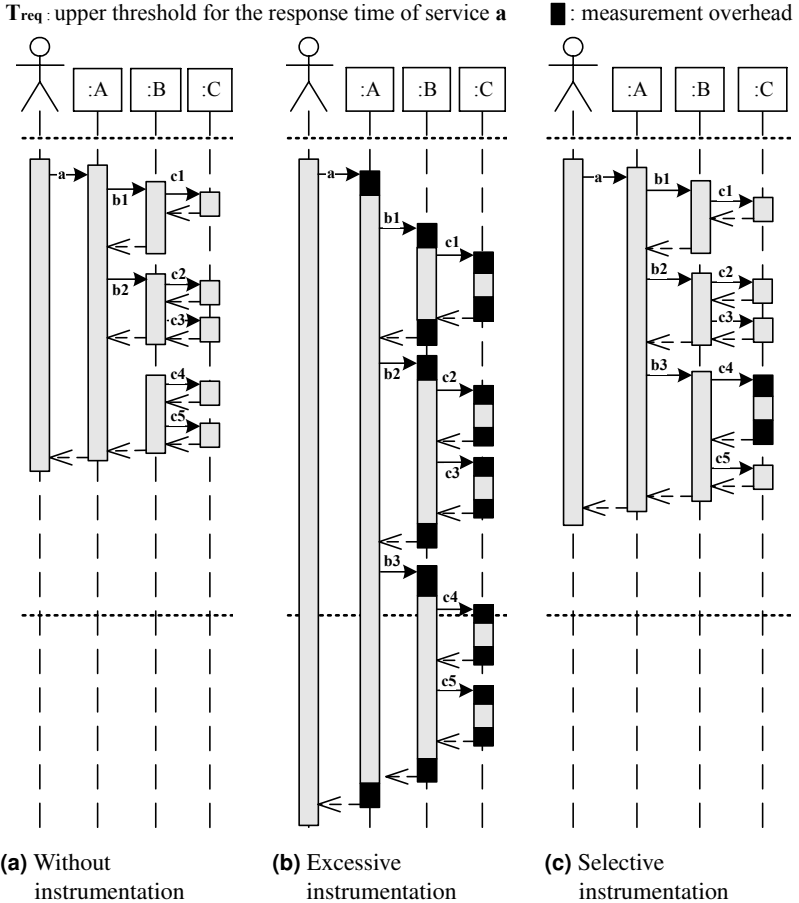 Treq : upper threshold for the response time of service a
: measurement overhead
:A :B :C
a
b1
c1
b2
c2
c3
c4
c5
:A :B :C
a
b1
c1
b2
c2
c3
b3
c4
c5
:A :B :C
a
b1
c1
b2
c2
c3
b3
c4
c5
(a) Without
instrumentation
(b) Excessive
instrumentation
(c) Selective
instrumentation